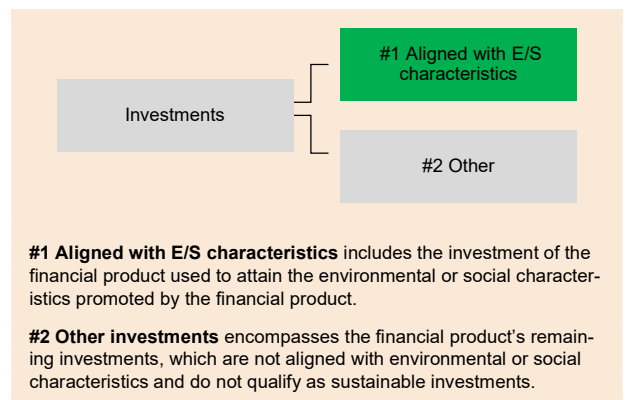 #1 Aligned with E/S
characteristics
Investments
#2 Other
#1 Aligned with E/S characteristics includes the investment of the
financial product used to attain the environmental or social character-
istics promoted by the financial product.
#2 Other investments encompasses the financial product's remain-
ing investments, which are not aligned with environmental or social
characteristics and do not qualify as sustainable investments.